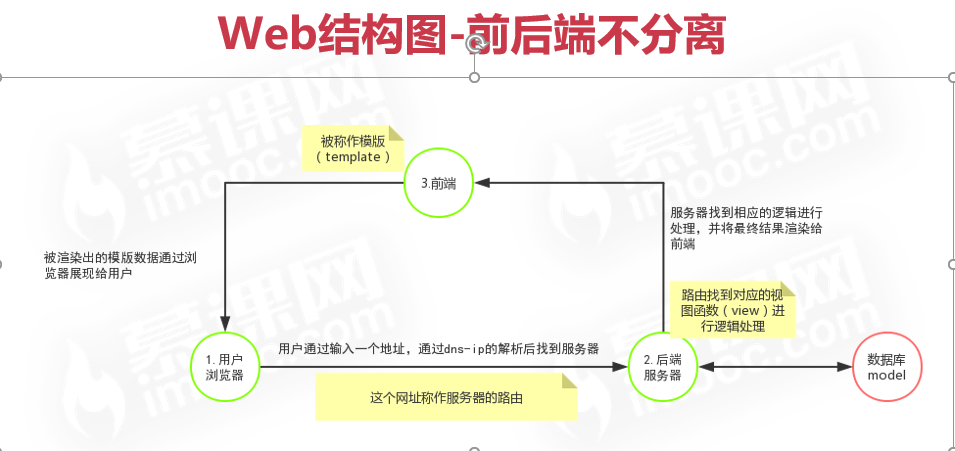 Web结构图-前后端不分离
慕课网
imooc.com
慕课网
imooc.com
被称作模版
（template）
3.前端
服务器找到相应的逻辑进行
处理，并将最终结果渲染给
前端
被渲染出的模版数据通过浏
览器展现给用户
路由找到对应的视
图函数（view）进
行逻辑处理
1. 用户
浏览器
用户通过输入一个地址，通过dns-ip的解析后找到服务器
2. 后端
服务器
数据库
model
这个网址称作服务器的路由